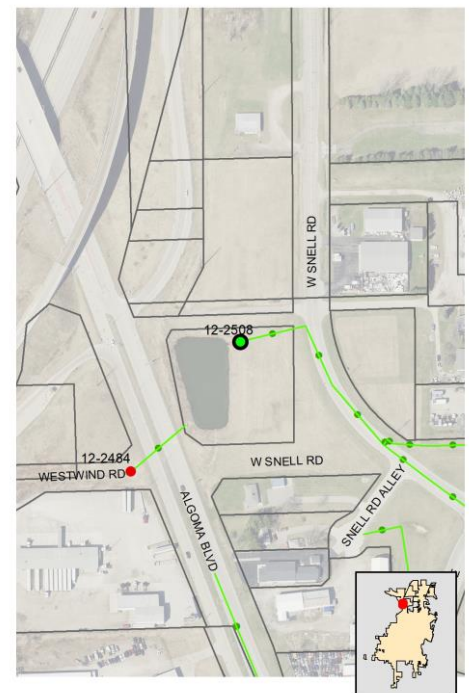 W SNELL RD
12-2508
12-2484
WESTWIND RD
W SNELL RD
SNELL RD ALLEY
ALGOMA BLVD